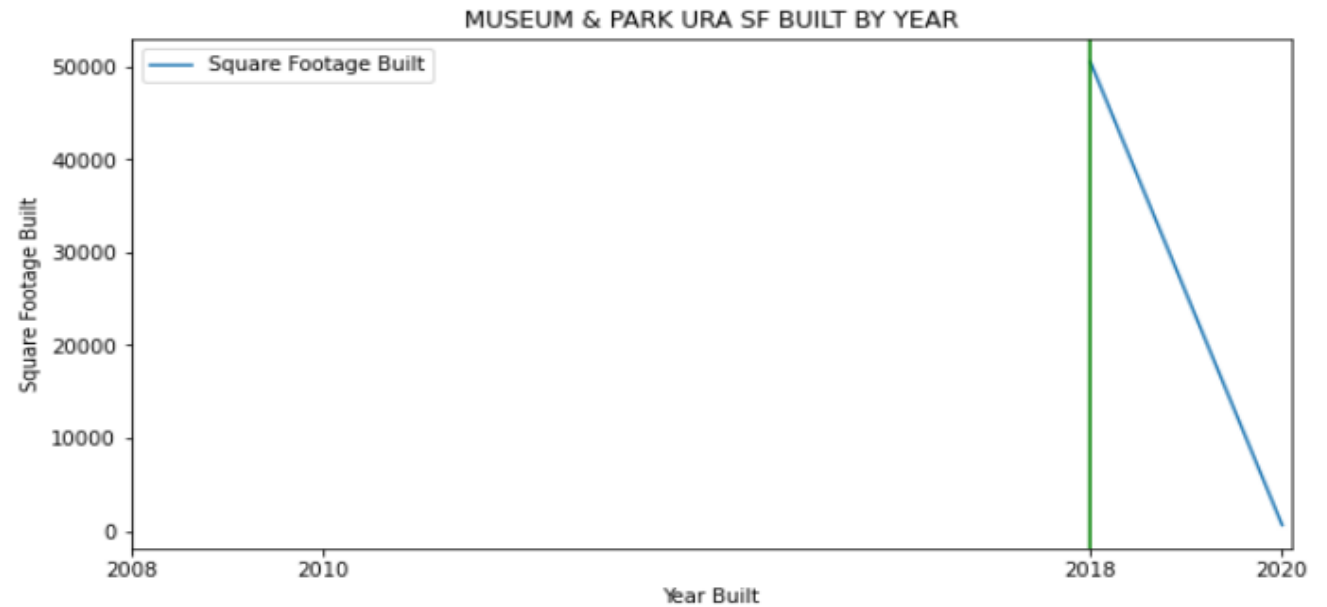 MUSEUM & PARK URA SF BUILT BY YEAR
Square Footage Built
50000
40000
30000
20000
10000
0
Square Footage Built
2008 2010 2018 2020
Year Built